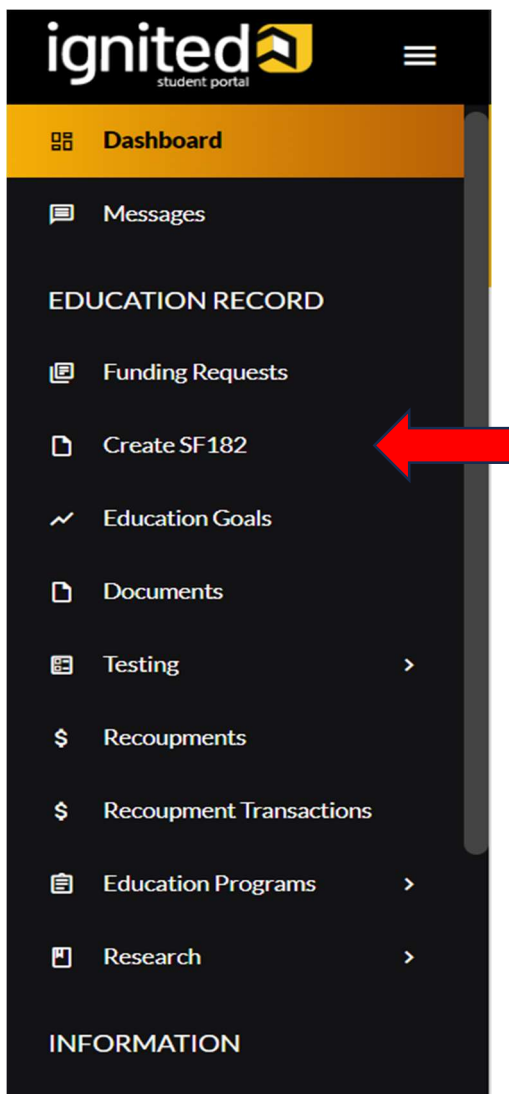 ignited
student portal
Dashboard
Messages
EDUCATION RECORD
Funding Requests
Create SF182
Education Goals
Documents
Testing
$ Recoupments
$ Recoupment Transactions
Education Programs
Research
INFORMATION